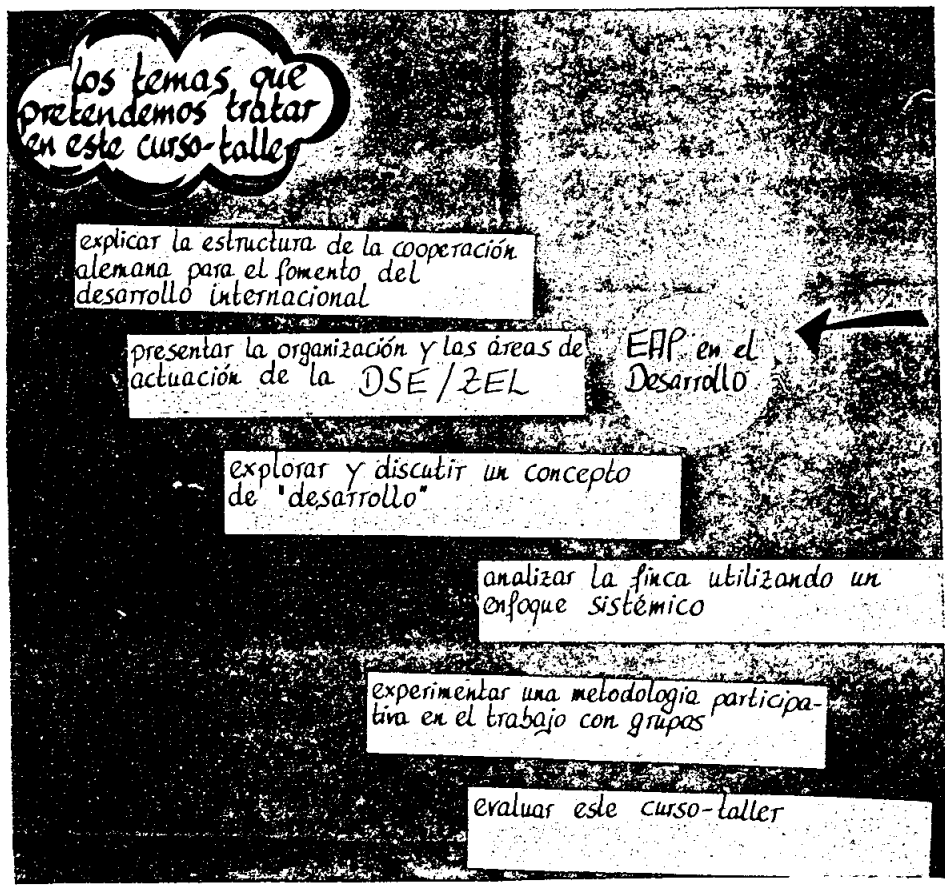 los temas que
pretendemos tratar
en este curso-taller
explicar la estructura de la cooperación
alemana para el fomento del
desarrollo internacional
presentar la organización y las áreas de
actuación de la DSE/ZEL
EAP en el
Desarrollo
explorar y discutir un concepto
de "desarrollo"
analizar la finca utilizando un
enfoque sistémico
experimentar una metodología participa-
tiva en el trabajo con grupos
evaluar este curso-taller